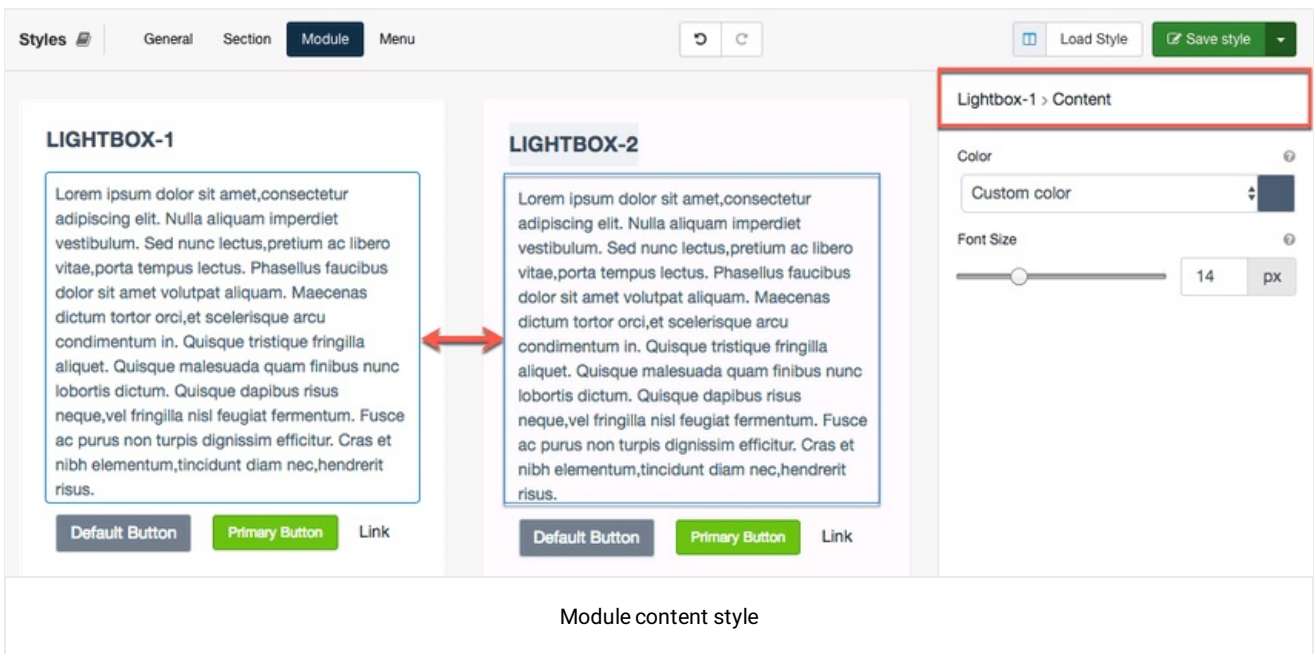 Styles General Section Module Menu Load Style Save style
Lightbox-1 > Content
LIGHTBOX-1
Lorem ipsum dolor sit amet,consectetur
adipiscing elit. Nulla aliquam imperdiet
vestibulum. Sed nunc lectus,pretium ac libero
vitae,porta tempus lectus. Phasellus faucibus
dolor sit amet volutpat aliquam. Maecenas
dictum tortor orci,et scelerisque arcu
condimentum in. Quisque tristique fringilla
aliquet. Quisque malesuada quam finibus nunc
lobortis dictum. Quisque dapibus risus
neque,vel fringilla nisl feugiat fermentum. Fusce
ac purus non turpis dignissim efficitur. Cras et
nibh elementum,tincidunt diam nec,hendrerit
risus.
Default Button Primary Button Link
LIGHTBOX-2
Lorem ipsum dolor sit amet,consectetur
adipiscing elit. Nulla aliquam imperdiet
vestibulum. Sed nunc lectus,pretium ac libero
vitae,porta tempus lectus. Phasellus faucibus
dolor sit amet volutpat aliquam. Maecenas
dictum tortor orci,et scelerisque arcu
condimentum in. Quisque tristique fringilla
aliquet. Quisque malesuada quam finibus nunc
lobortis dictum. Quisque dapibus risus
neque,vel fringilla nisl feugiat fermentum. Fusce
ac purus non turpis dignissim efficitur. Cras et
nibh elementum,tincidunt diam nec,hendrerit
risus.
Default Button Primary Button Link
Color
Custom color
Font Size
14 px
Module content style